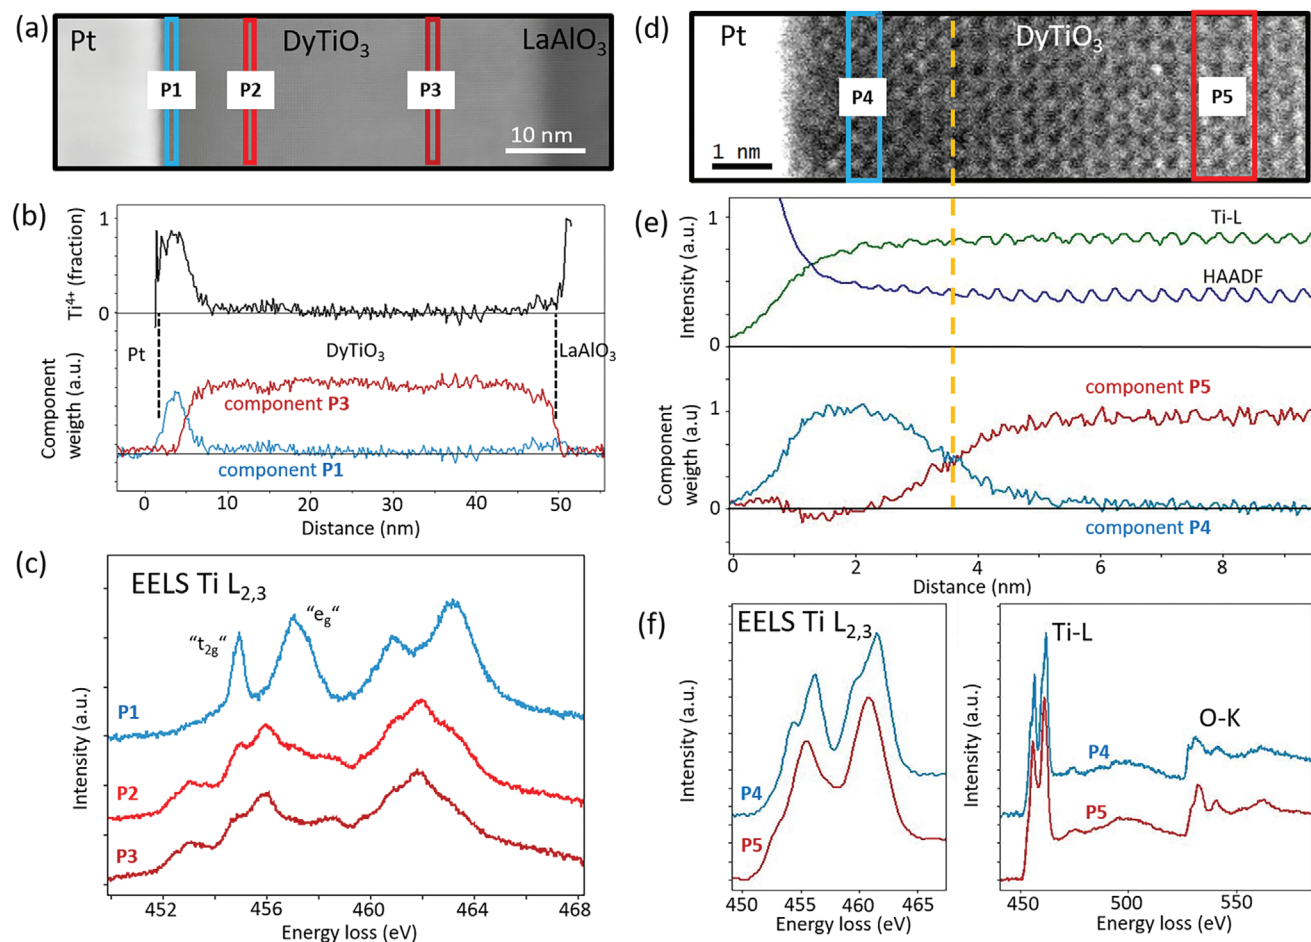 (a)
Pt
DyTiO3
LaAlO3
P1
P2
P3
10 nm
(b)
1
0
Ti4+ (fraction)
Pt
DyTiO3
LaAlO3
Component
weigth (a.u.)
component P3
component P1
0
10
20
30
40
50
Distance (nm)
(c)
EELS Ti L2,3
"t2g"
"eg"
P1
P2
P3
Intensity (a.u.)
452
456
460
464
468
Energy loss (eV)
(d)
Pt
DyTiO3
P4
P5
1 nm
(e)
1
0
Intensity (a.u.)
Ti-L
HAADF
1
0
Component
weigth (a.u)
component P5
component P4
0
2
4
6
8
Distance (nm)
(f)
EELS Ti L2,3
P4
P5
Intensity (a.u.)
450
455
460
465
Energy loss (eV)
Ti-L
O-K
P4
P5
450
500
550
Energy loss (eV)